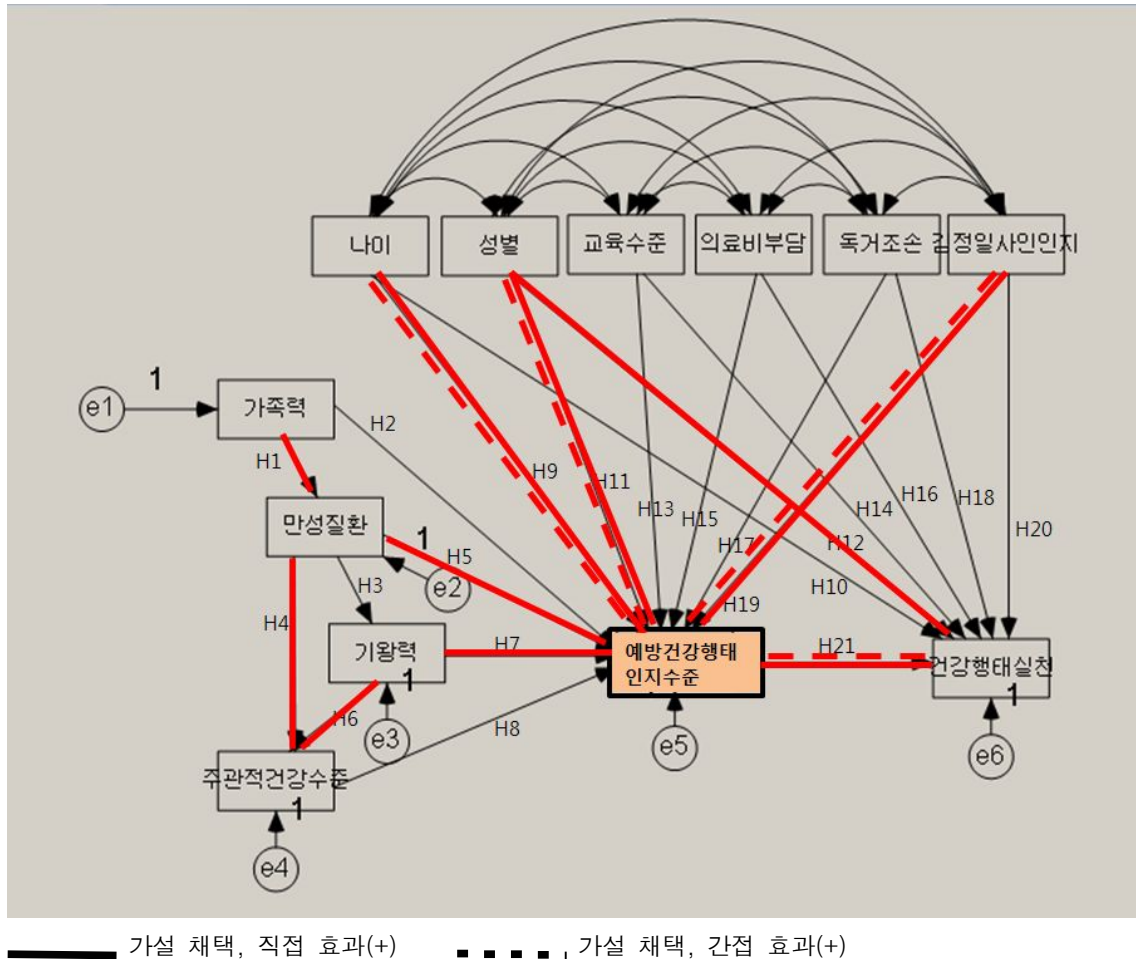 나이
성별
교육수준
의료비부담
독거조손
김정일사인인지
1
e1
가족력
H2
H1
만성질환
1
H5
e2
H3
H4
기왕력
1
H7
H6
e3
H8
주관적건강수준
1
e4
H9
H11
H13
H15
H17
H19
H14
H16
H18
H12
H10
H20
예방건강행태
인지수준
e5
H21
건강행태실천
1
e6
가설 채택, 직접 효과(+)
가설 채택, 간접 효과(+)